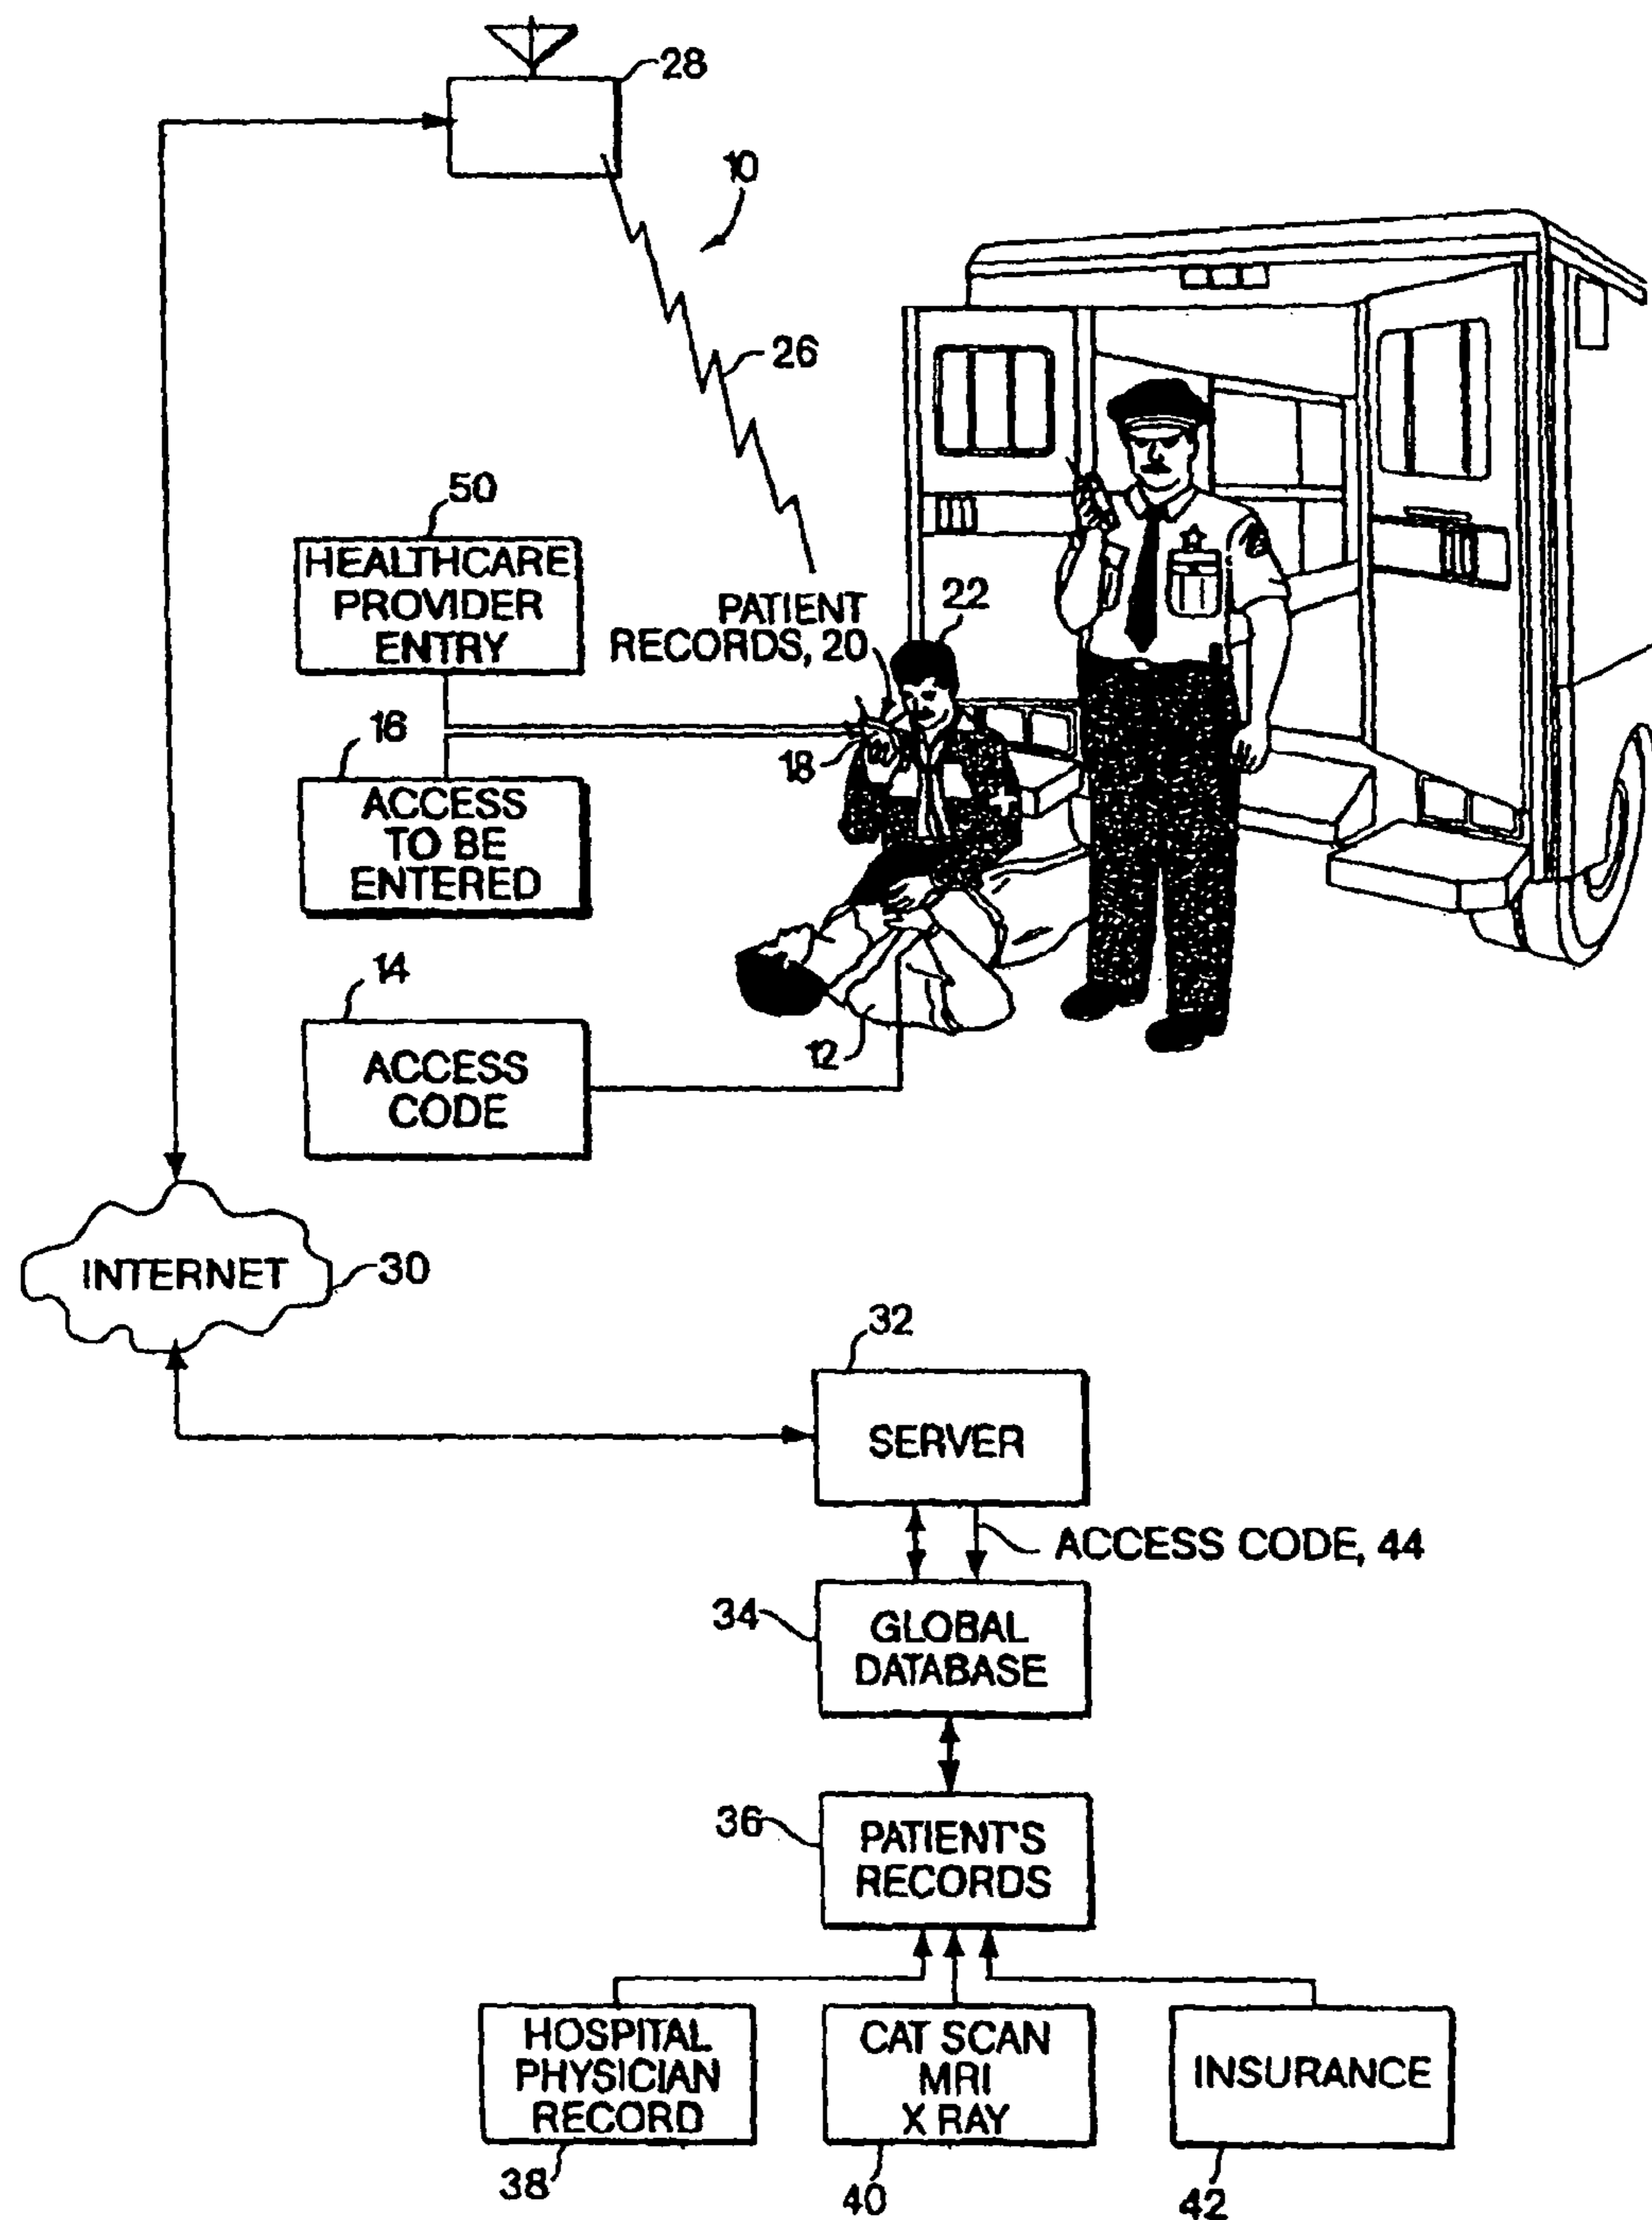 28
10
26
50
HEALTHCARE
PROVIDER
ENTRY
PATIENT
RECORDS, 20
22
16
18
ACCESS
TO BE
ENTERED
14
ACCESS
CODE
12
INTERNET
30
32
SERVER
ACCESS CODE, 44
34
GLOBAL
DATABASE
36
PATIENT'S
RECORDS
HOSPITAL
PHYSICIAN
RECORD
CAT SCAN
MRI
X RAY
INSURANCE
38
40
42